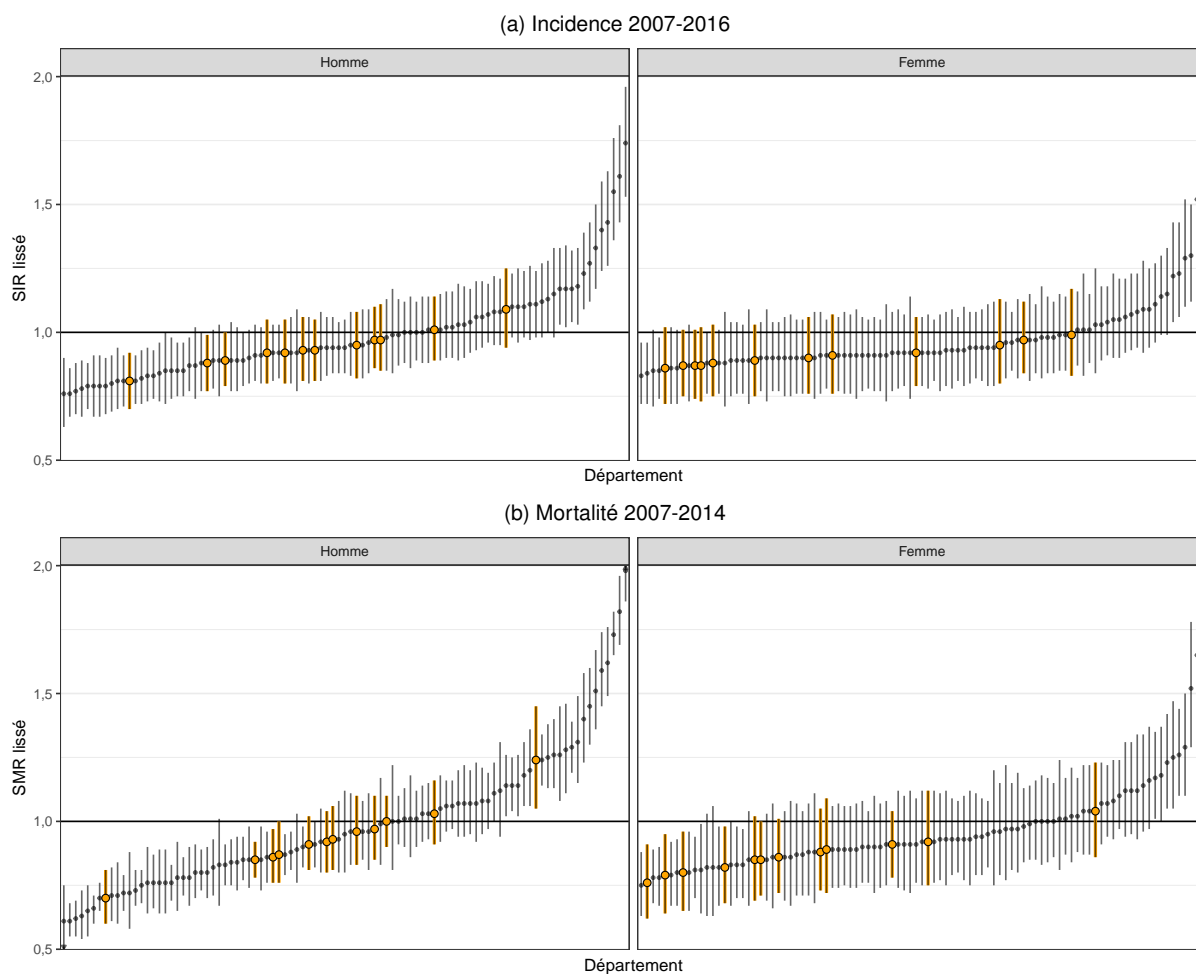 (a) Incidence 2007-2016
Homme
Femme
2,0
1,5
1,0
0,5
SIR lissé
Département
(b) Mortalité 2007-2014
Homme
Femme
2,0
1,5
1,0
0,5
SMR lissé
Département